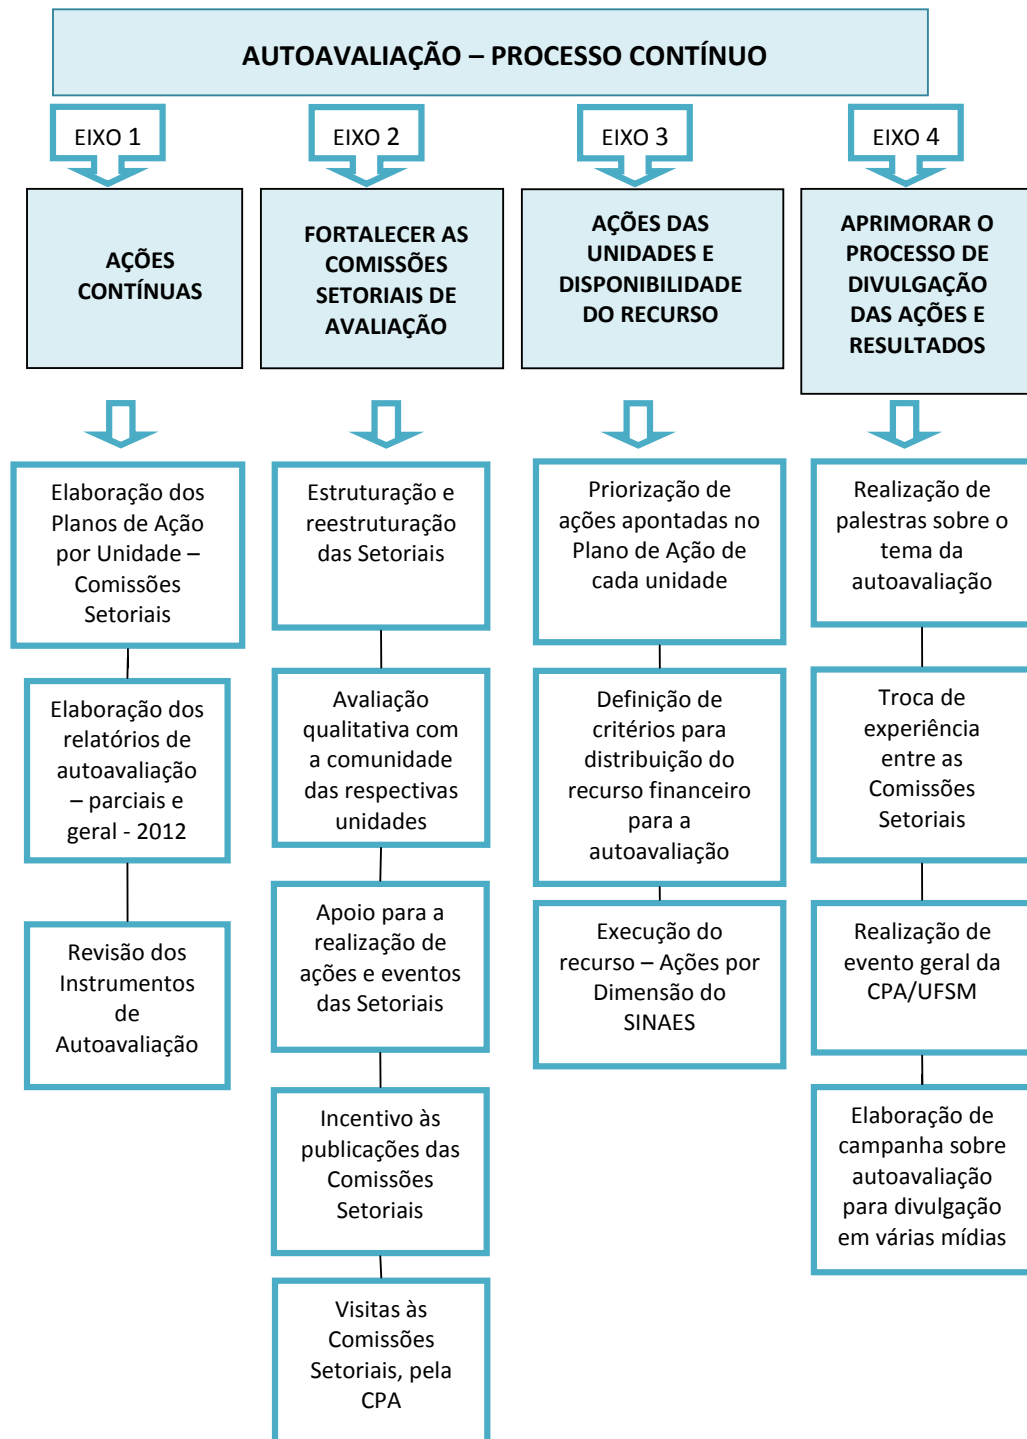 AUTOAVALIAÇÃO – PROCESSO CONTÍNUO
EIXO 1
EIXO 2
EIXO 3
EIXO 4
AÇÕES
CONTÍNUAS
FORTALECER AS
COMISSÕES
SETORIAIS DE
AVALIAÇÃO
AÇÕES DAS
UNIDADES E
DISPONIBILIDADE
DO RECURSO
APRIMORAR O
PROCESSO DE
DIVULGAÇÃO
DAS AÇÕES E
RESULTADOS
Elaboração dos
Planos de Ação
por Unidade –
Comissões
Setoriais
Elaboração dos
relatórios de
autoavaliação
– parciais e
geral - 2012
Revisão dos
Instrumentos
de
Autoavaliação
Estruturação e
reestruturação
das Setoriais
Avaliação
qualitativa com
a comunidade
das respectivas
unidades
Apoio para a
realização de
ações e eventos
das Setoriais
Incentivo às
publicações das
Comissões
Setoriais
Visitas às
Comissões
Setoriais, pela
CPA
Priorização de
ações apontadas no
Plano de Ação de
cada unidade
Definição de
critérios para
distribuição do
recurso financeiro
para a
autoavaliação
Execução do
recurso – Ações por
Dimensão do
SINAES
Realização de
palestras sobre o
tema da
autoavaliação
Troca de
experiência
entre as
Comissões
Setoriais
Realização de
evento geral da
CPA/UFSM
Elaboração de
campanha sobre
autoavaliação
para divulgação
em várias mídias